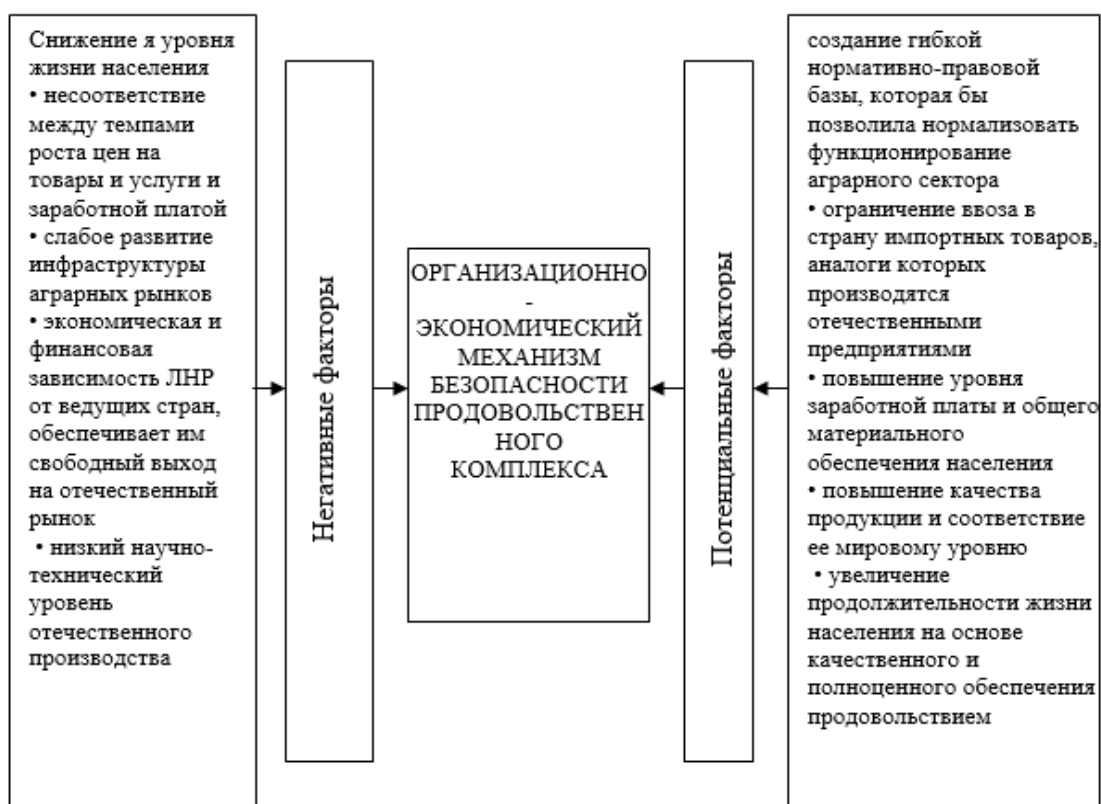 Снижение я уровня
жизни населения
• несоответствие
между темпами
роста цен на
товары и услуги и
заработной платой
• слабое развитие
инфраструктуры
аграрных рынков
• экономическая и
финансовая
зависимость ЛНР
от ведущих стран,
обеспечивает им
свободный выход
на отечественный
рынок
• низкий научно-
технический
уровень
отечественного
производства
Негативные факторы
ОРГАНИЗАЦИОННО
-
ЭКОНОМИЧЕСКИЙ
МЕХАНИЗМ
БЕЗОПАСНОСТИ
ПРОДОВОЛЬСТВЕН
НОГО
КОМПЛЕКСА
Потенциальные факторы
создание гибкой
нормативно-правовой
базы, которая бы
позволила нормализовать
функционирование
аграрного сектора
• ограничение ввоза в
страну импортных товаров,
аналоги которых
производятся
отечественными
предприятиями
• повышение уровня
заработной платы и общего
материального
обеспечения населения
• повышение качества
продукции и соответствие
ее мировому уровню
• увеличение
продолжительности жизни
населения на основе
качественного и
полноценного обеспечения
продовольствием